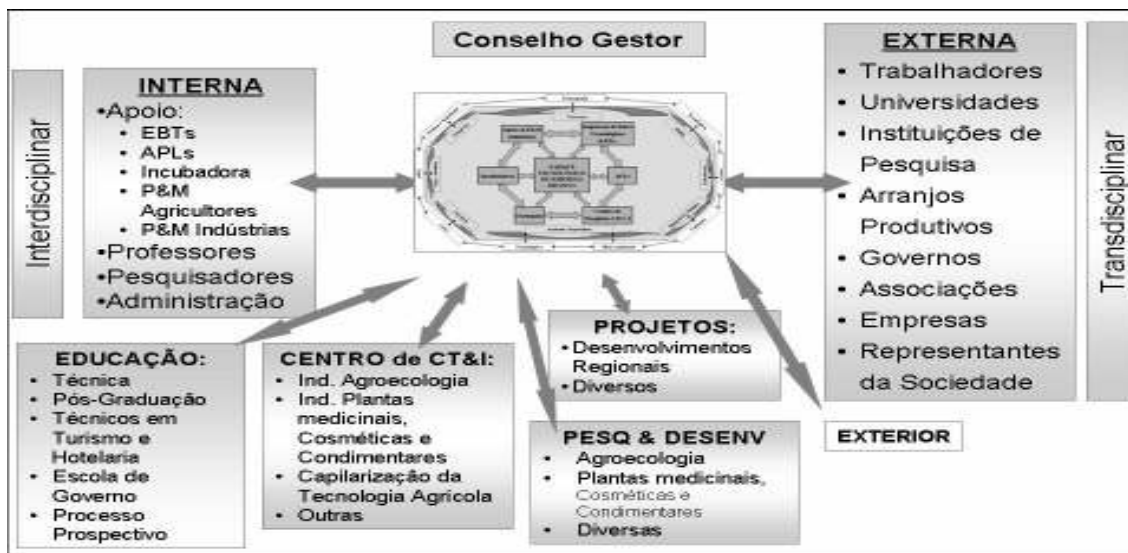 Conselho Gestor
Interdisciplinar
INTERNA
•Apoio:
• EBTs
• APLs
• Incubadora
• P&M
Agricultores
• P&M Indústrias
•Professores
•Pesquisadores
•Administração
EXTERNA
• Trabalhadores
• Universidades
• Instituições de
Pesquisa
• Arranjos
Produtivos
• Governos
• Associações
• Empresas
• Representantes
da Sociedade
Transdisciplinar
EDUCAÇÃO:
• Técnica
• Pós-Graduação
• Técnicos em
Turismo e
Hotelaria
• Escola de
Governo
• Processo
Prospectivo
CENTRO de CT&I:
• Ind. Agroecologia
• Ind. Plantas
medicinais,
Cosméticas e
Condimentares
• Capilarização da
Tecnologia Agrícola
• Outras
PROJETOS:
• Desenvolvimentos
Regionais
• Diversos
PESQ & DESENV
• Agroecologia
• Plantas medicinais,
Cosméticas e
Condimentares
• Diversas
EXTERIOR